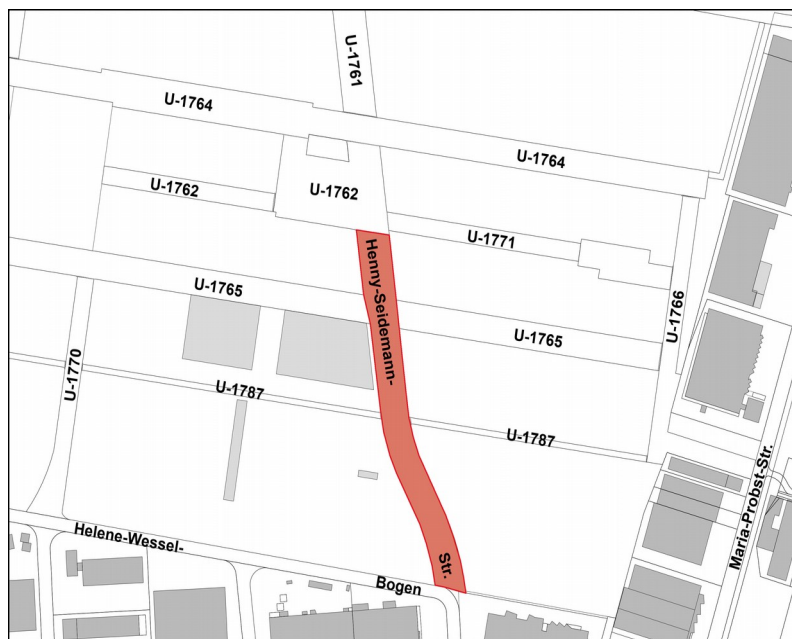 U-1761
U-1764
U-1764
U-1762
U-1762
U-1771
Henny-Seidemann-
Str.
U-1765
U-1765
U-1766
U-1770
U-1787
U-1787
Maria-Probst-Str.
Helene-Wessel-
Bogen